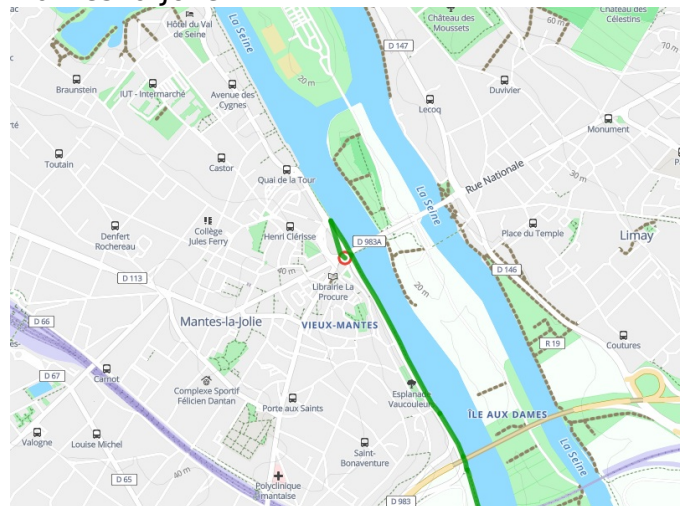 Hôtel du Val
de Seine
La Seine
Château des
Moussets
Château des
Célestins
60 m
70 m
D 147
20 m
Braunstein
IUT - Intermarché
Avenue des
Cygnes
Duvivier
Lecoq
Monument
Toutain
Castor
Quai de la Tour
La Seine
Rue Nationale
30 m
Collège
Jules Ferry
Henri Clérisse
D 983A
Place du Temple
Limay
Denfert
Rochereau
40 m
D 113
Librairie La
Procure
D 146
20 m
Mantes-la-Jolie
VIEUX-MANTES
D 66
R 19
Coutures
D 67
Carnot
Complexe Sportif
Félicien Dantan
Porte aux Saints
Esplanade
Vaucouleurs
ÎLE AUX DAMES
Valogne
Louise Michel
Saint-
Bonaventure
La Seine
D 65
40 m
Polyclinique
Mantaise
D 983